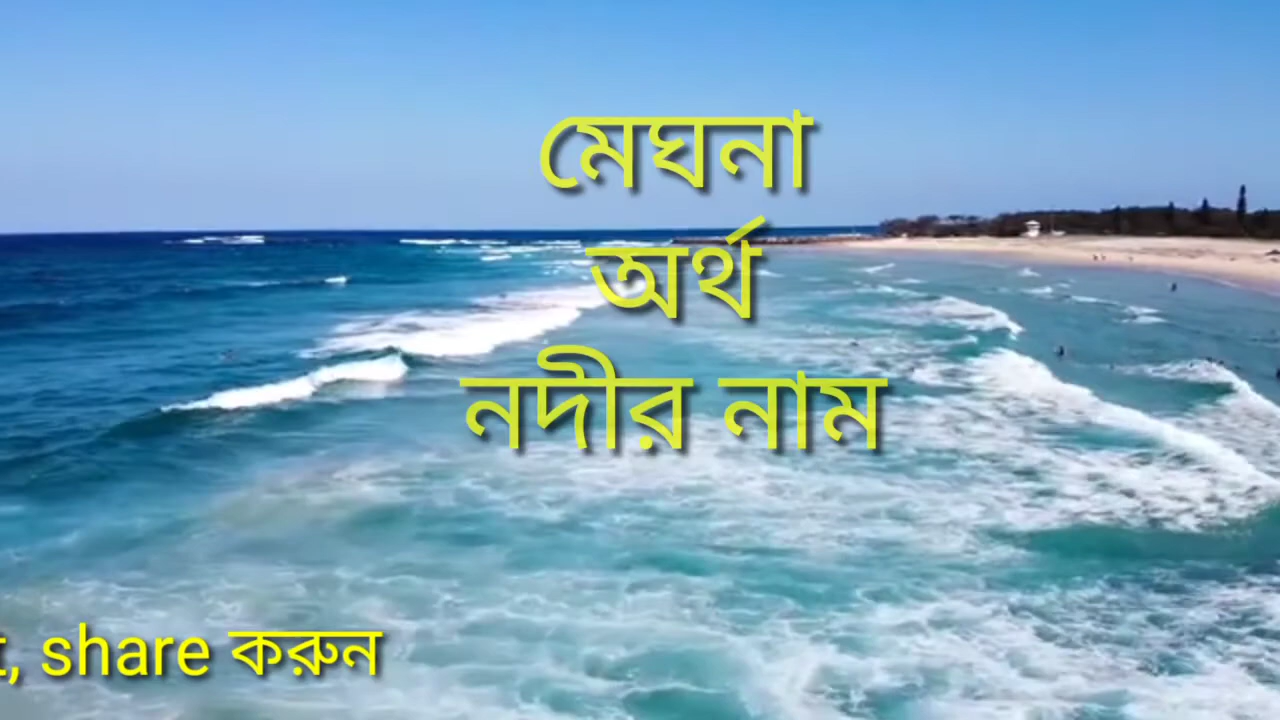 মেঘনা
অর্থ
নদীর নাম
, share করুন